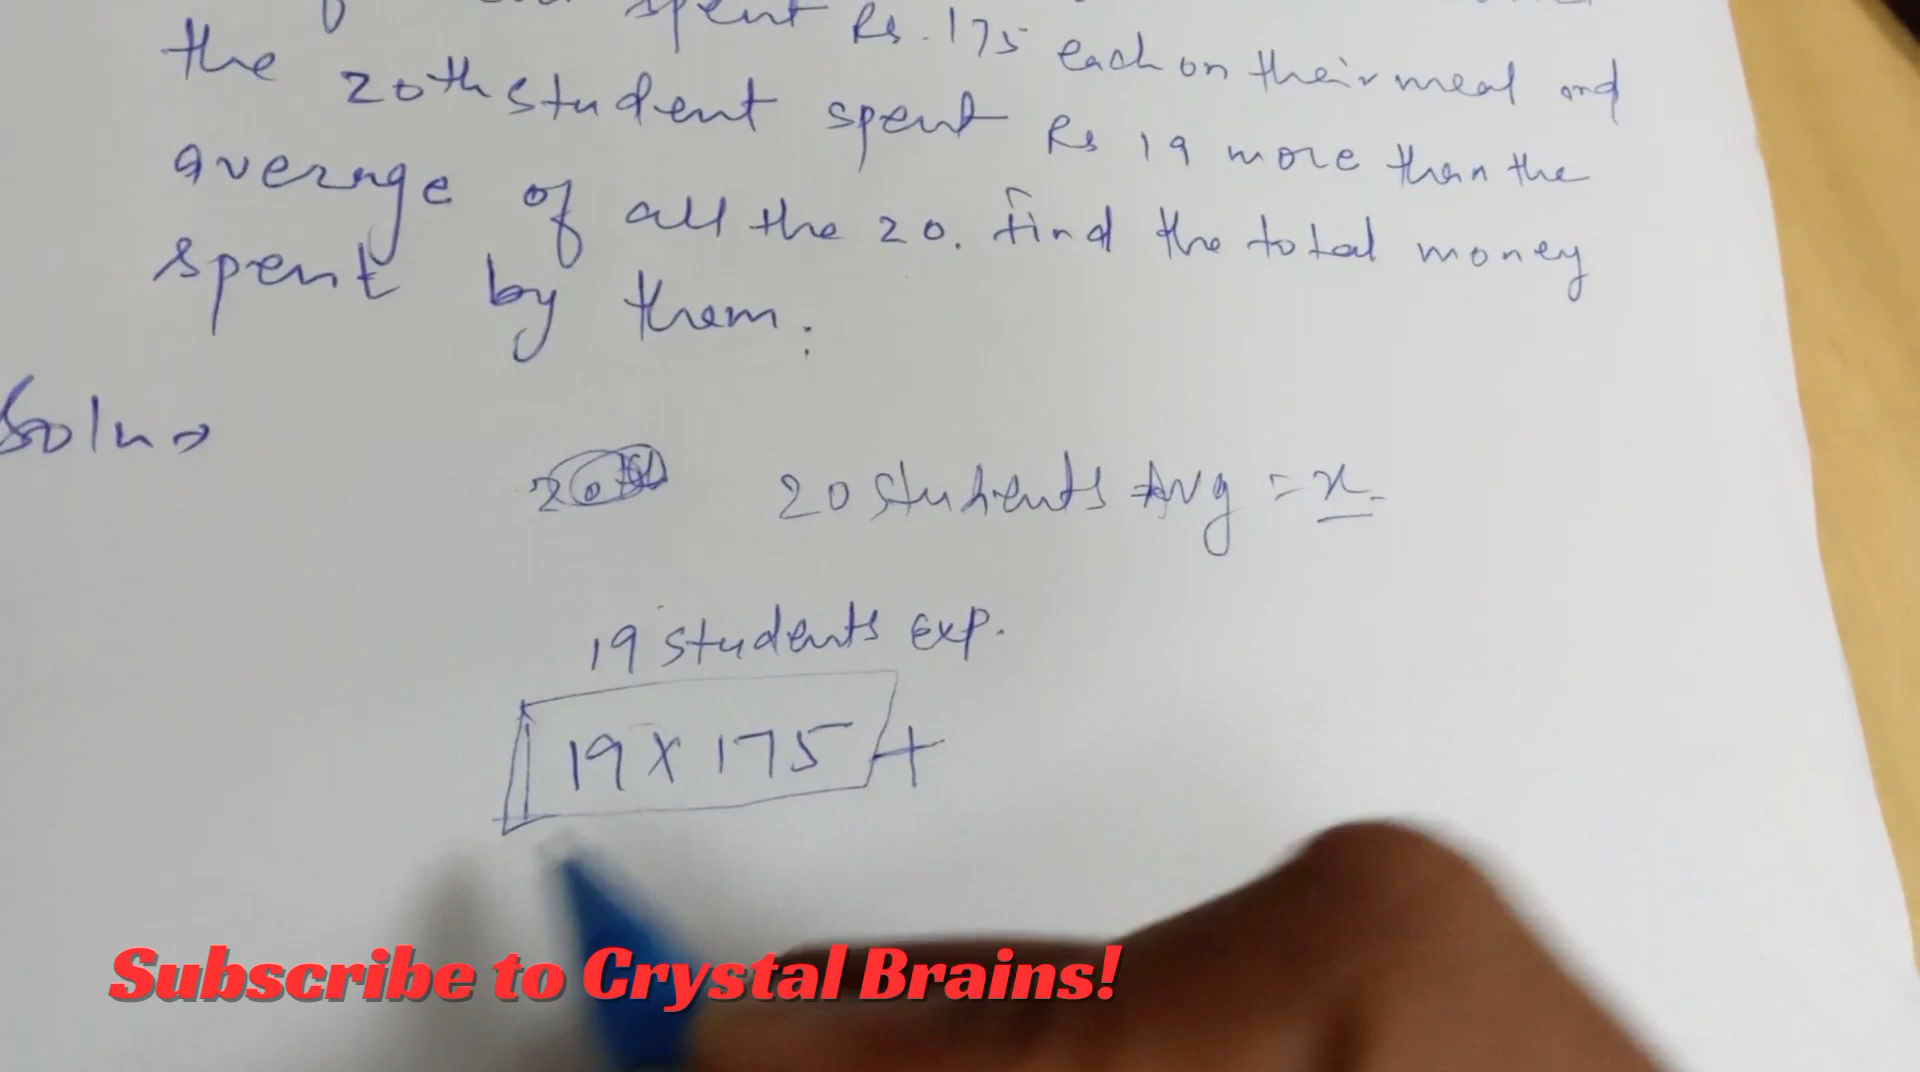 spent Rs.175 each on their meal and
the 20th student spent Rs 19 more than the
average of all the 20. Find the total money
spent by them.
Soln →
20 20 students Avg = x.
19 students exp.
19 x 175 +
Subscribe to Crystal Brains!